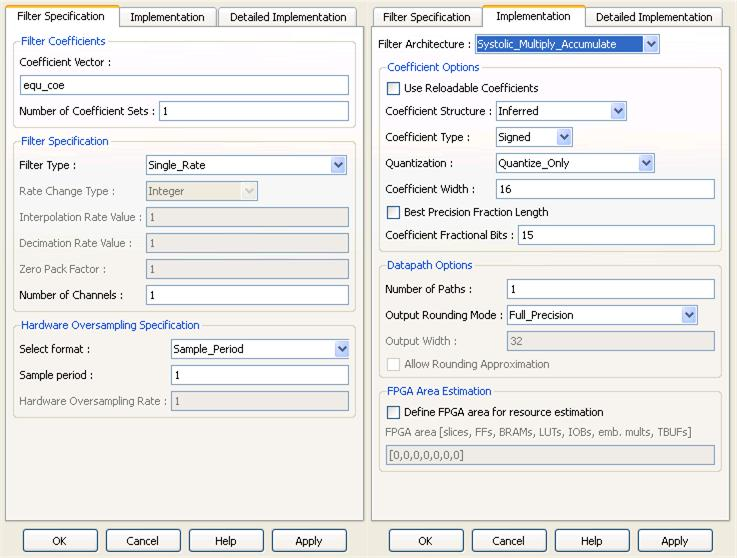 Filter Specification Implementation Detailed Implementation
Filter Coefficients
Coefficient Vector :
equ_coe
Number of Coefficient Sets : 1
Filter Specification
Filter Type : Single_Rate
Rate Change Type : Integer
Interpolation Rate Value : 1
Decimation Rate Value : 1
Zero Pack Factor : 1
Number of Channels : 1
Hardware Oversampling Specification
Select format : Sample_Period
Sample period : 1
Hardware Oversampling Rate : 1
OK Cancel Help Apply
Filter Specification Implementation Detailed Implementation
Filter Architecture : Systolic_Multiply_Accumulate
Coefficient Options
Use Reloadable Coefficients
Coefficient Structure : Inferred
Coefficient Type : Signed
Quantization : Quantize_Only
Coefficient Width : 16
Best Precision Fraction Length
Coefficient Fractional Bits : 15
Datapath Options
Number of Paths : 1
Output Rounding Mode : Full_Precision
Output Width : 32
Allow Rounding Approximation
FPGA Area Estimation
Define FPGA area for resource estimation
FPGA area [slices, FFs, BRAMs, LUTs, IOBs, emb. mults, TBUFs]
[0,0,0,0,0,0,0]
OK Cancel Help Apply